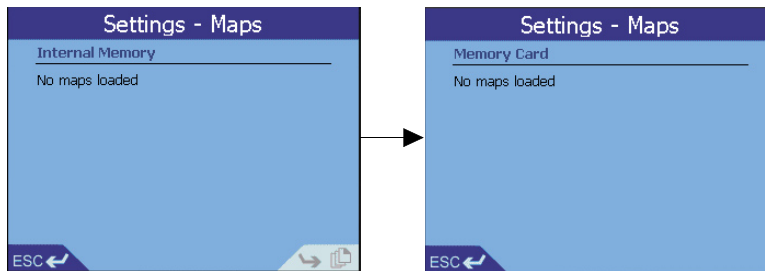 Settings - Maps
Internal Memory
No maps loaded
ESC
Settings - Maps
Memory Card
No maps loaded
ESC